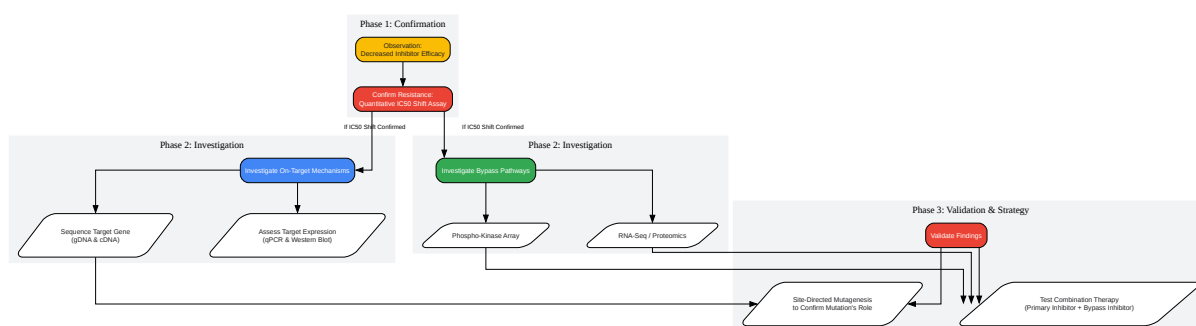 Phase 1: Confirmation
Observation:
Decreased Inhibitor Efficacy
Confirm Resistance:
Quantitative IC50 Shift Assay
If IC50 Shift Confirmed
If IC50 Shift Confirmed
Phase 2: Investigation
Investigate On-Target Mechanisms
Sequence Target Gene
(gDNA & cDNA)
Assess Target Expression
(qPCR & Western Blot)
Phase 2: Investigation
Investigate Bypass Pathways
Phospho-Kinase Array
RNA-Seq / Proteomics
Phase 3: Validation & Strategy
Validate Findings
Site-Directed Mutagenesis
to Confirm Mutation's Role
Test Combination Therapy
(Primary Inhibitor + Bypass Inhibitor)